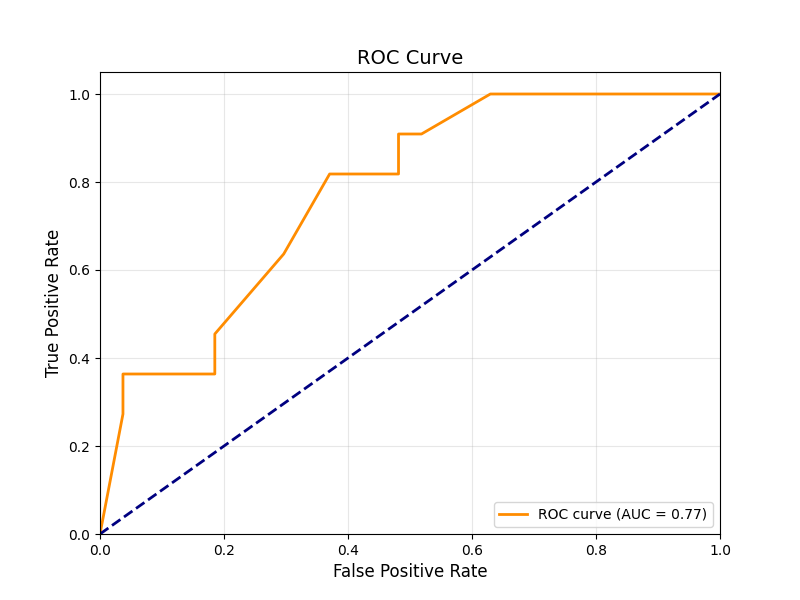 ROC Curve
True Positive Rate
1.0
0.8
0.6
0.4
0.2
0.0
0.0 0.2 0.4 0.6 0.8 1.0
False Positive Rate
ROC curve (AUC = 0.77)